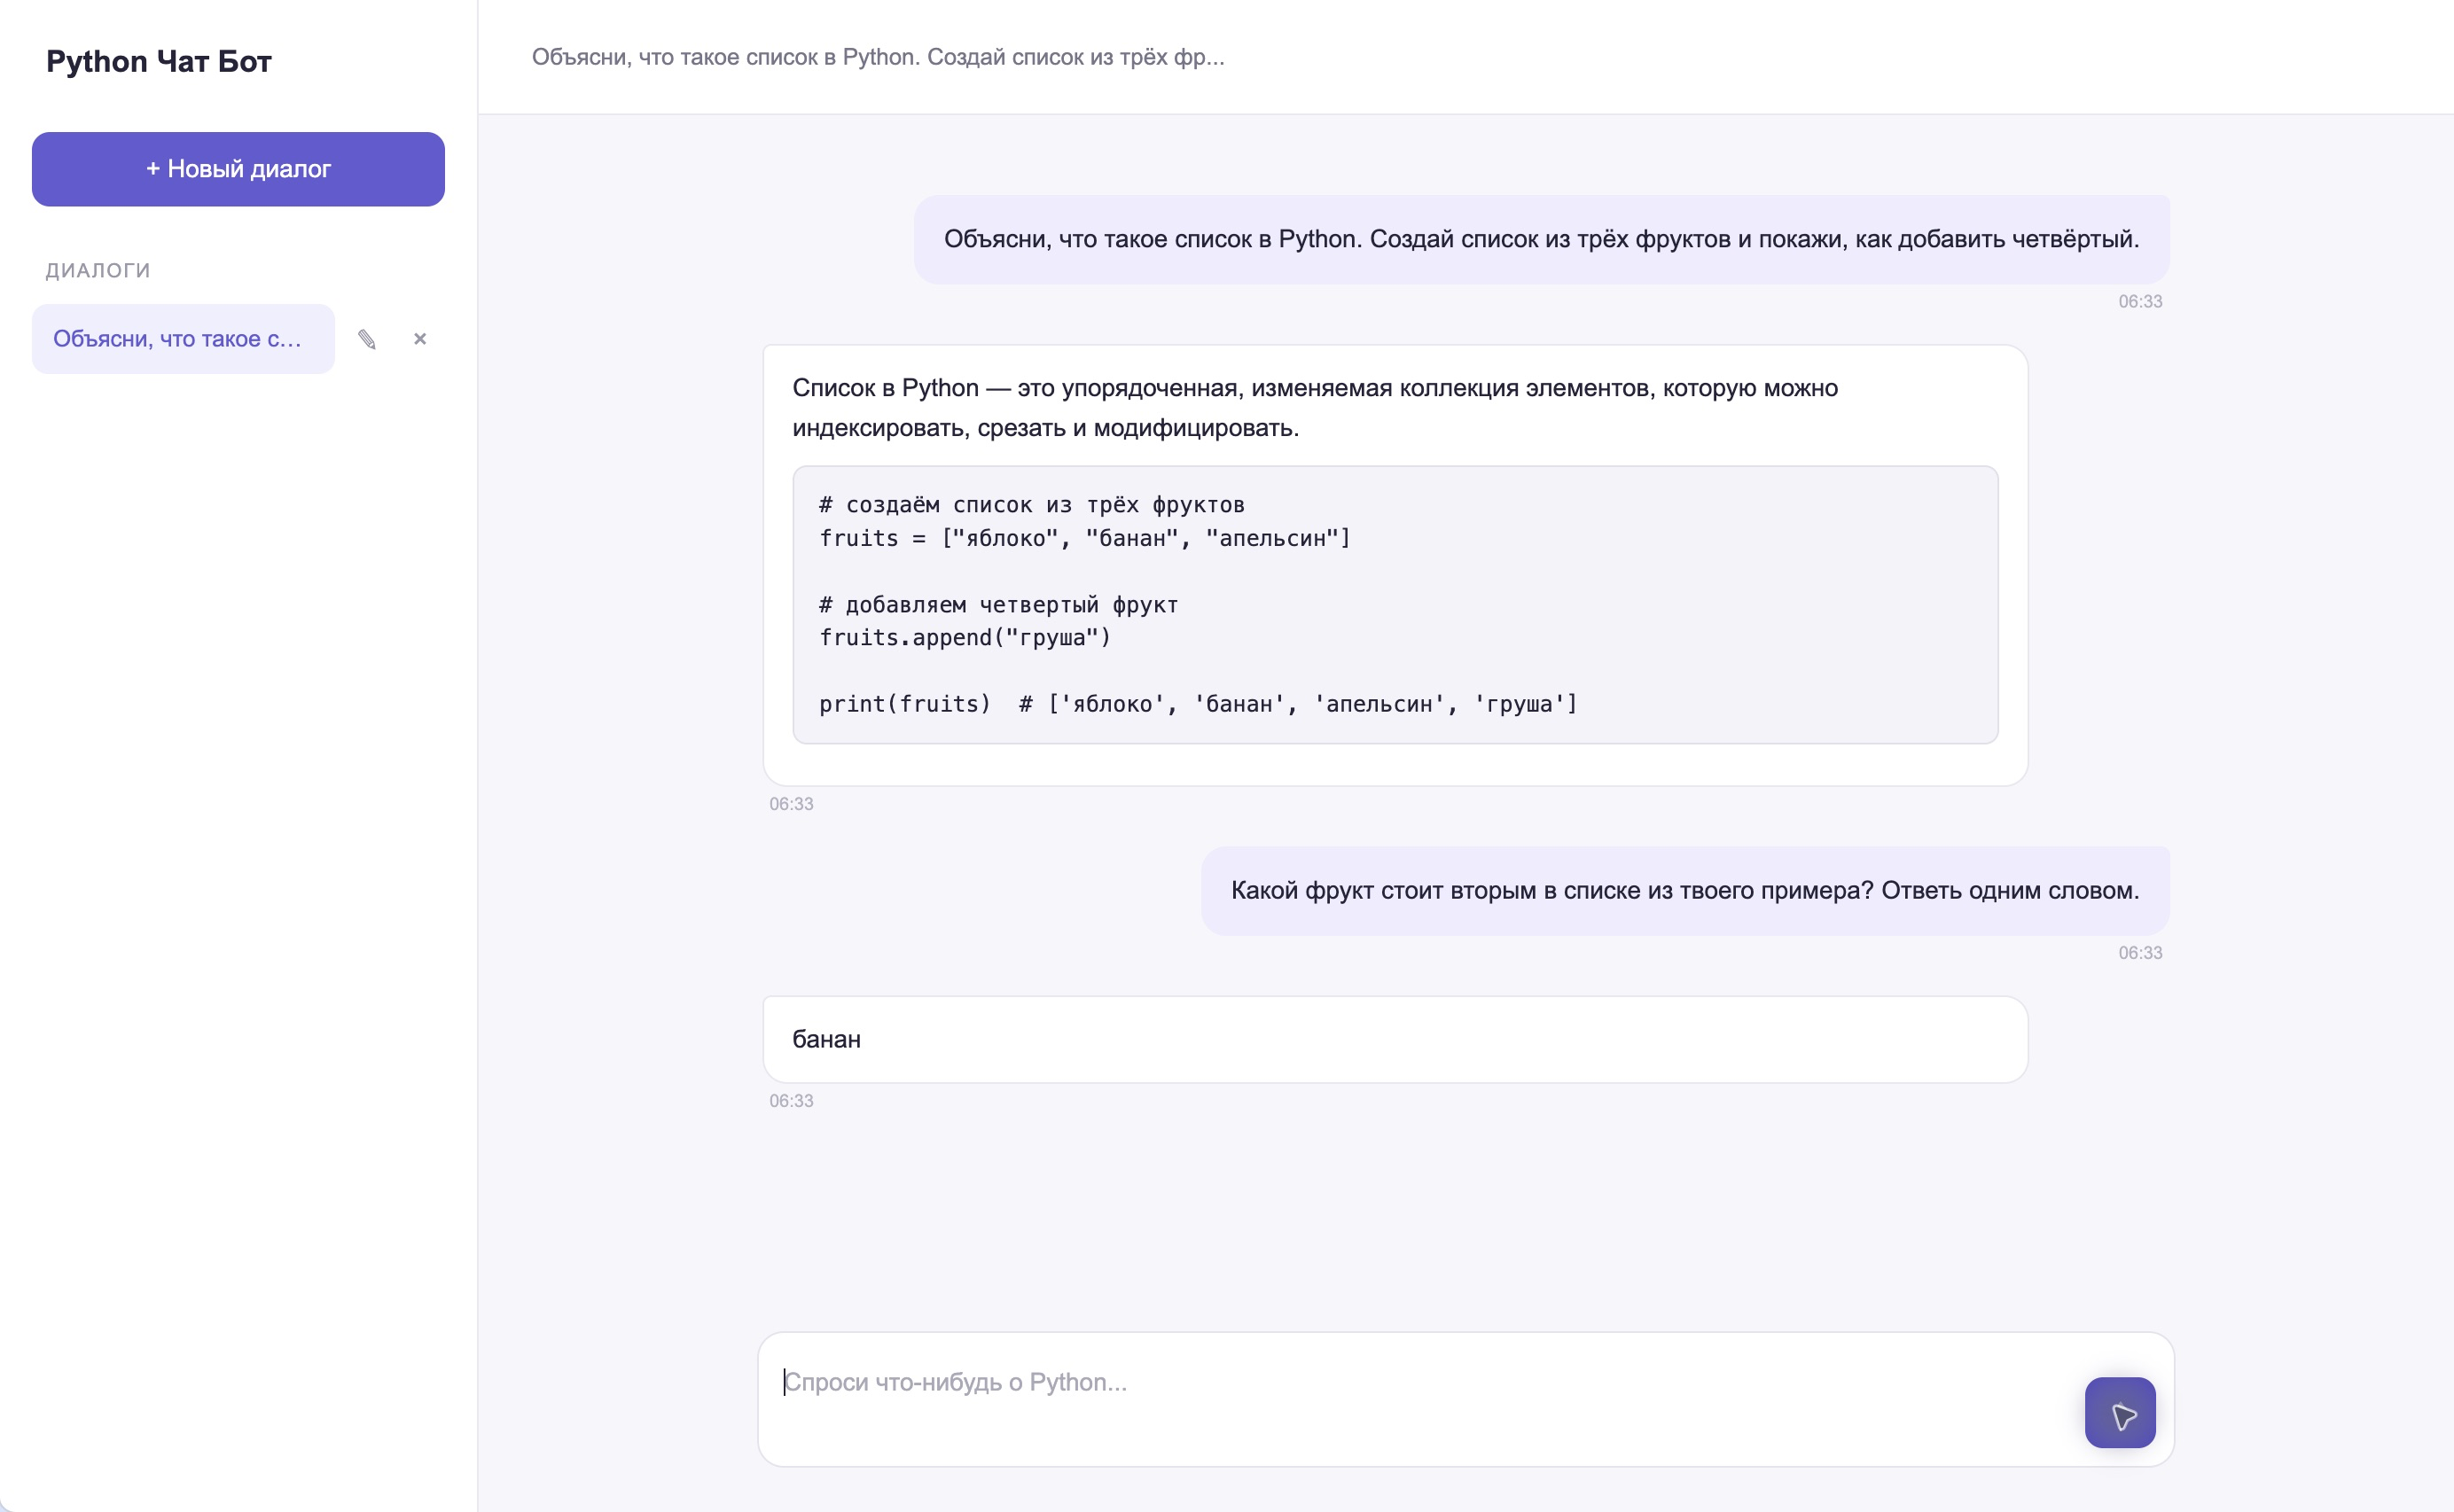 Python Чат Бот
+ Новый диалог
ДИАЛОГИ
Объясни, что такое с...
Объясни, что такое список в Python. Создай список из трёх фр...
Объясни, что такое список в Python. Создай список из трёх фруктов и покажи, как добавить четвёртый.
06:33
Список в Python — это упорядоченная, изменяемая коллекция элементов, которую можно
индексировать, срезать и модифицировать.
# создаём список из трёх фруктов
fruits = ["яблоко", "банан", "апельсин"]
# добавляем четвертый фрукт
fruits.append("груша")
print(fruits)  # ['яблоко', 'банан', 'апельсин', 'груша']
06:33
Какой фрукт стоит вторым в списке из твоего примера? Ответь одним словом.
06:33
банан
06:33
Спроси что-нибудь о Python...